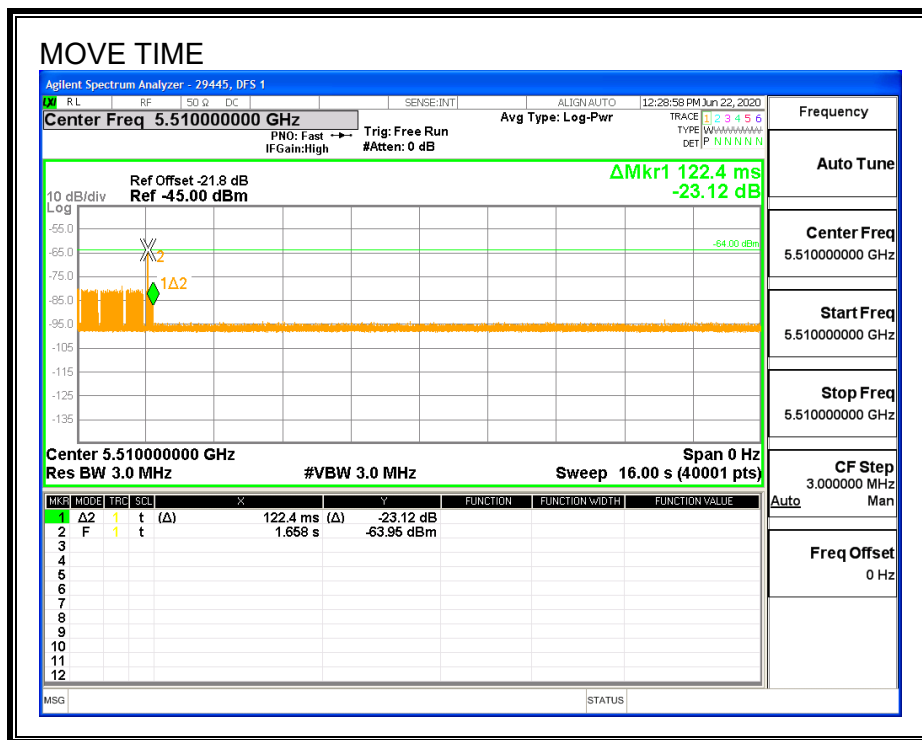 MOVE TIME
Agilent Spectrum Analyzer - 29445, DFS 1
LXI RL RF 50 Ω DC SENSE:INT ALIGN AUTO 12:28:58 PM Jun 22, 2020
Center Freq 5.510000000 GHz
PNO: Fast
IFGain:High
Trig: Free Run
#Atten: 0 dB
Avg Type: Log-Pwr
TRACE 1 2 3 4 5 6
TYPE W
DET P N N N N N
Frequency
Auto Tune
Ref Offset -21.8 dB
10 dB/div Ref -45.00 dBm
Log
ΔMkr1 122.4 ms
-23.12 dB
-55.0
-64.00 dBm
-65.0
2
-75.0
1Δ2
-85.0
-95.0
-105
-115
-125
-135
Center 5.510000000 GHz Span 0 Hz
Res BW 3.0 MHz #VBW 3.0 MHz Sweep 16.00 s (40001 pts)
MKR MODE TRC SCL X Y FUNCTION FUNCTION WIDTH FUNCTION VALUE
1 Δ2 1 t (Δ) 122.4 ms (Δ) -23.12 dB
2 F 1 t 1.658 s -63.95 dBm
3
4
5
6
7
8
9
10
11
12
Center Freq
5.510000000 GHz
Start Freq
5.510000000 GHz
Stop Freq
5.510000000 GHz
CF Step
3.000000 MHz
Auto Man
Freq Offset
0 Hz
MSG STATUS